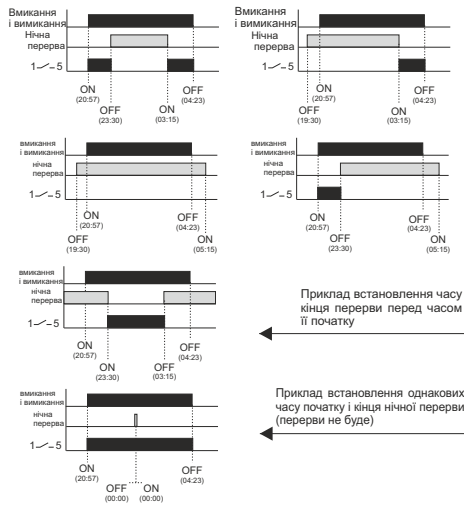 Вмикання
і вимикання
Нічна
перерва
1 5
ON
(20:57)
OFF
(23:30)
ON
(03:15)
OFF
(04:23)
Вмикання
і вимикання
Нічна
перерва
1 5
OFF
(19:30)
ON
(20:57)
ON
(03:15)
OFF
(04:23)
вмикання
і вимикання
нічна
перерва
1 5
OFF
(19:30)
ON
(20:57)
OFF
(04:23)
ON
(05:15)
вмикання
і вимикання
нічна
перерва
1 5
ON
(20:57)
OFF
(23:30)
OFF
(04:23)
ON
(05:15)
вмикання
і вимикання
нічна
перерва
1 5
ON
(20:57)
ON
(23:30)
OFF
(03:15)
OFF
(04:23)
Приклад встановлення часу
кінця перерви перед часом
її початку
вмикання
і вимикання
нічна
перерва
1 5
ON
(20:57)
OFF
(00:00)
ON
(00:00)
OFF
(04:23)
Приклад встановлення однакових
часу початку і кінця нічної перерви
(перерви не буде)